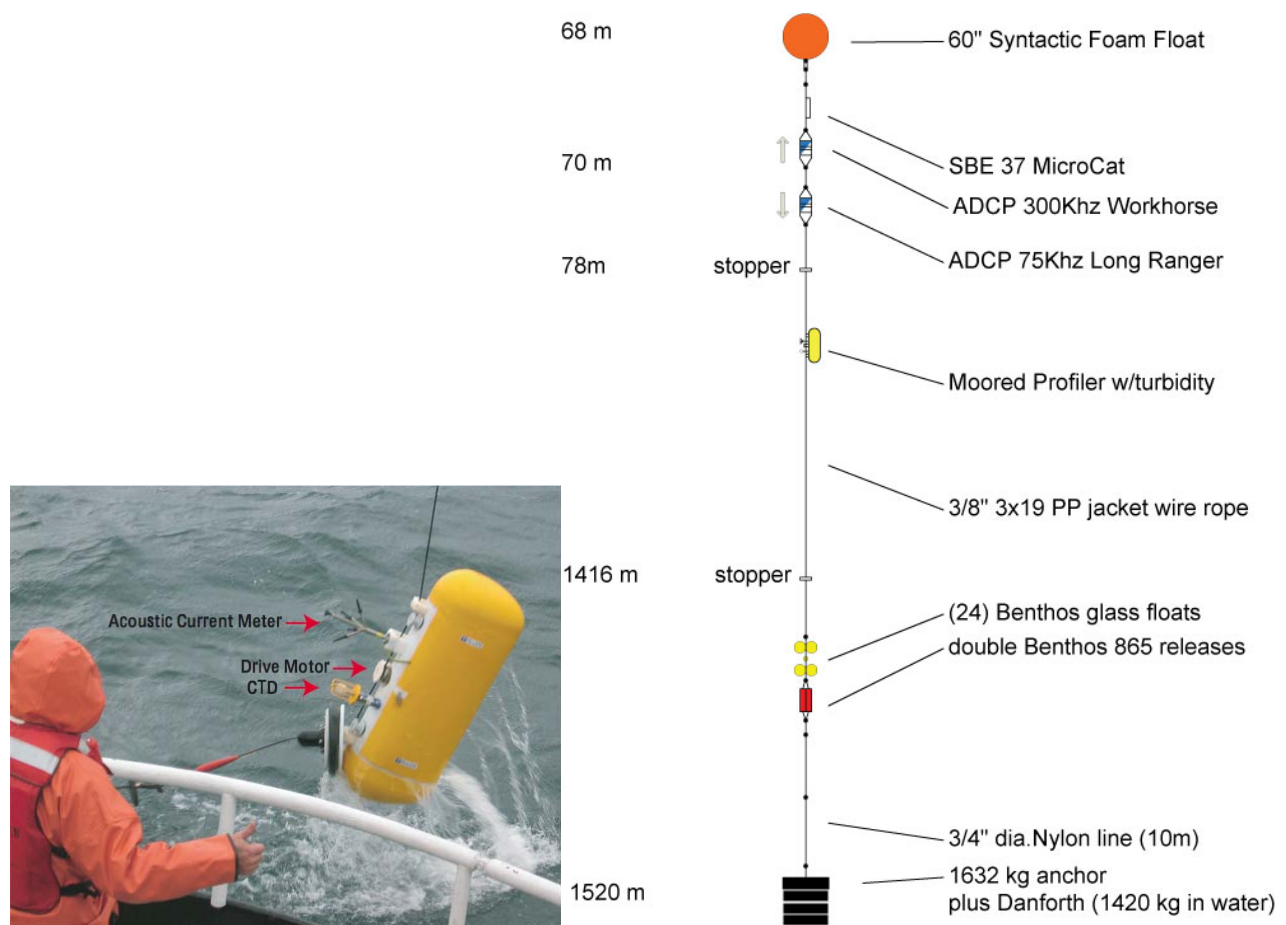 68 m
60" Syntactic Foam Float
70 m
SBE 37 MicroCat
ADCP 300Khz Workhorse
78m
stopper
ADCP 75Khz Long Ranger
Moored Profiler w/turbidity
3/8" 3x19 PP jacket wire rope
1416 m
stopper
(24) Benthos glass floats
double Benthos 865 releases
Acoustic Current Meter
Drive Motor
CTD
3/4" dia.Nylon line (10m)
1520 m
1632 kg anchor
plus Danforth (1420 kg in water)